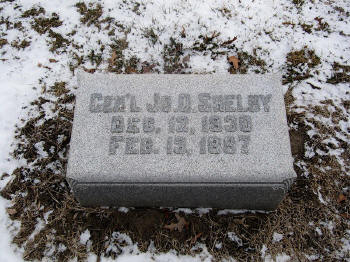 GEN'L JO. O. SHELBY
DEC. 12, 1830
FEB. 13, 1897